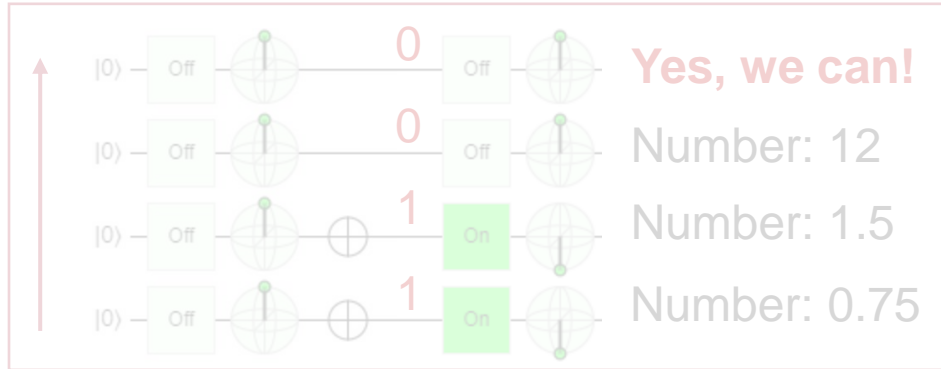 |0⟩ Off 0 Off Yes, we can!
|0⟩ Off 0 Off Number: 12
|0⟩ Off 1 On Number: 1.5
|0⟩ Off 1 On Number: 0.75